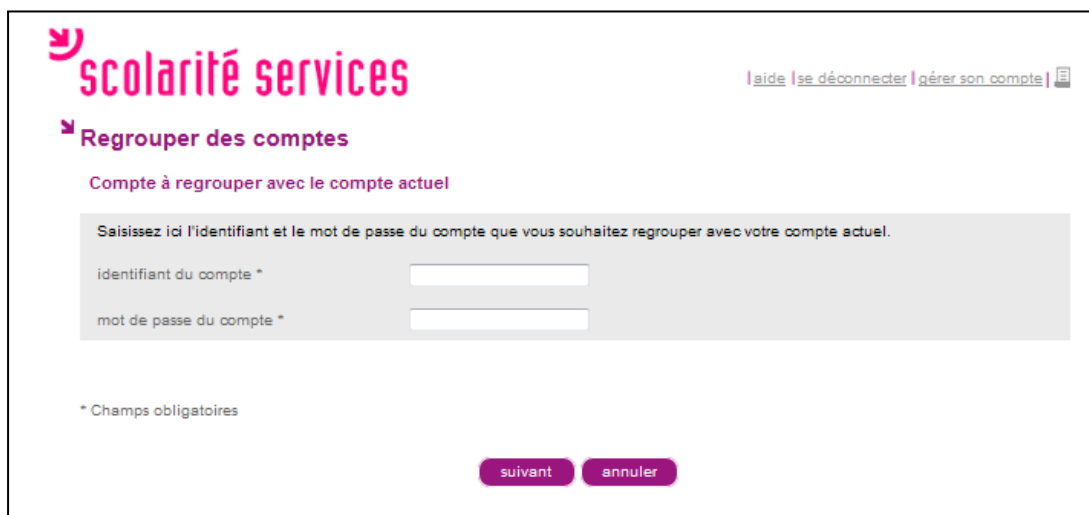 scolarité services
| aide | se déconnecter | gérer son compte |
Regrouper des comptes
Compte à regrouper avec le compte actuel
Saisissez ici l'identifiant et le mot de passe du compte que vous souhaitez regrouper avec votre compte actuel.
identifiant du compte *
mot de passe du compte *
* Champs obligatoires
suivant annuler